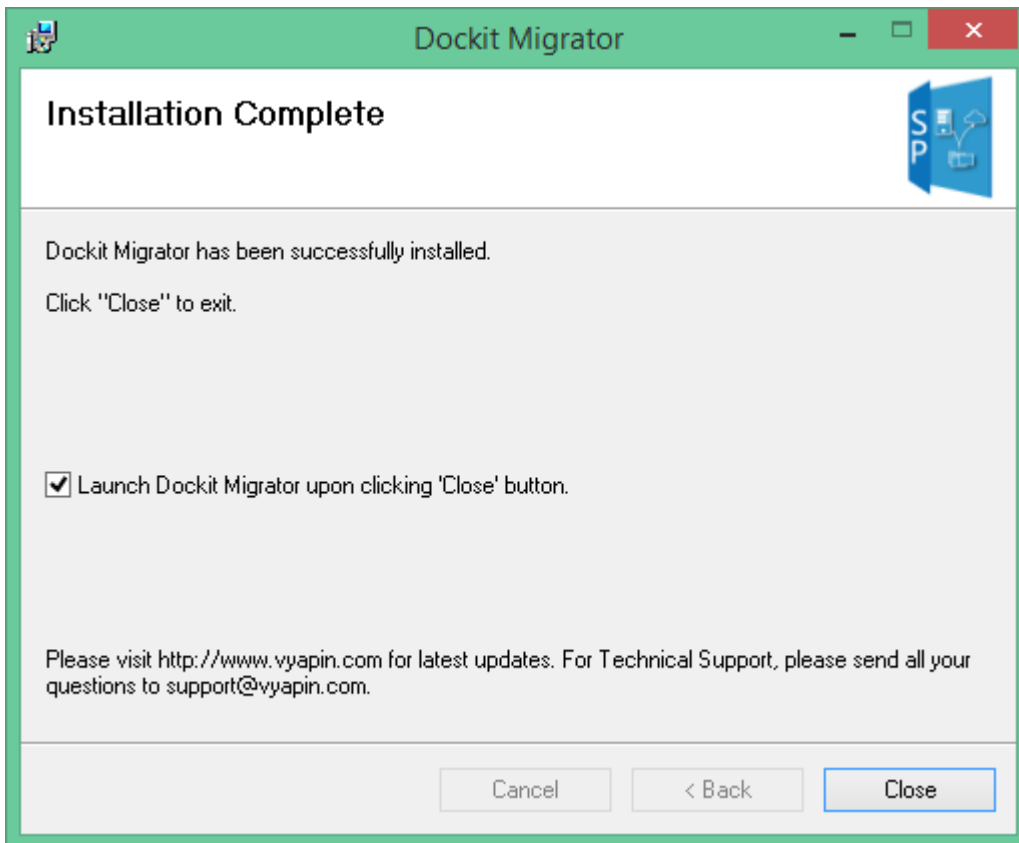 Dockit Migrator
Installation Complete
S
P
Dockit Migrator has been successfully installed.
Click "Close" to exit.
Launch Dockit Migrator upon clicking 'Close' button.
Please visit http://www.vyapin.com for latest updates. For Technical Support, please send all your
questions to support@vyapin.com.
Cancel
< Back
Close